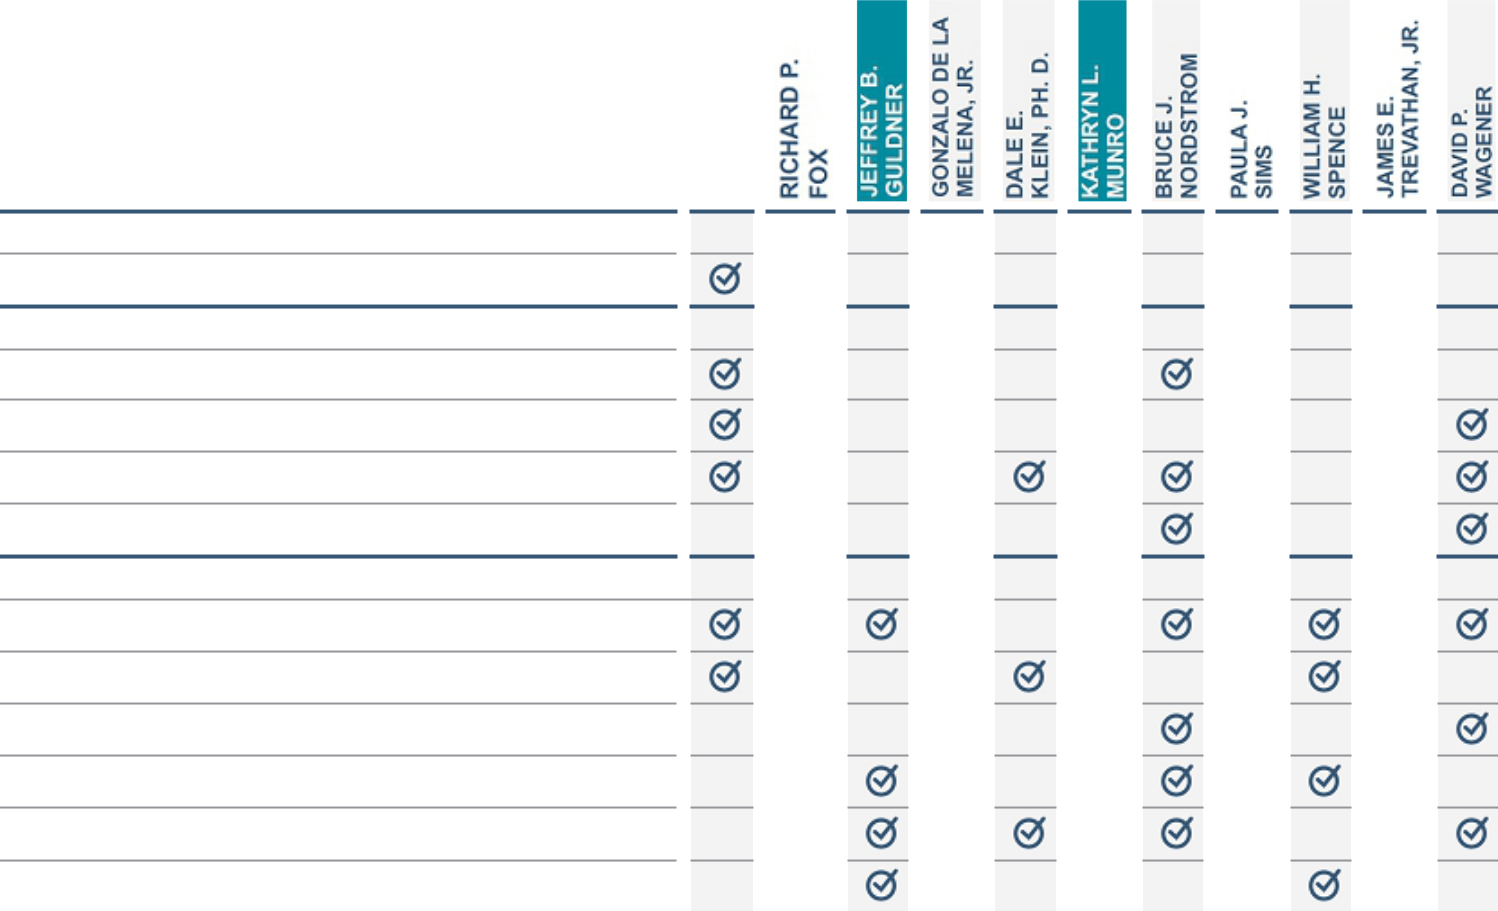 RICHARD P.
FOX
JEFFREY B.
GULDNER
GONZALO DE LA
MELENA, JR.
DALE E.
KLEIN, PH. D.
KATHRYN L.
MUNRO
BRUCE J.
NORDSTROM
PAULA J.
SIMS
WILLIAM H.
SPENCE
JAMES E.
TREVATHAN, JR.
DAVID P.
WAGENER